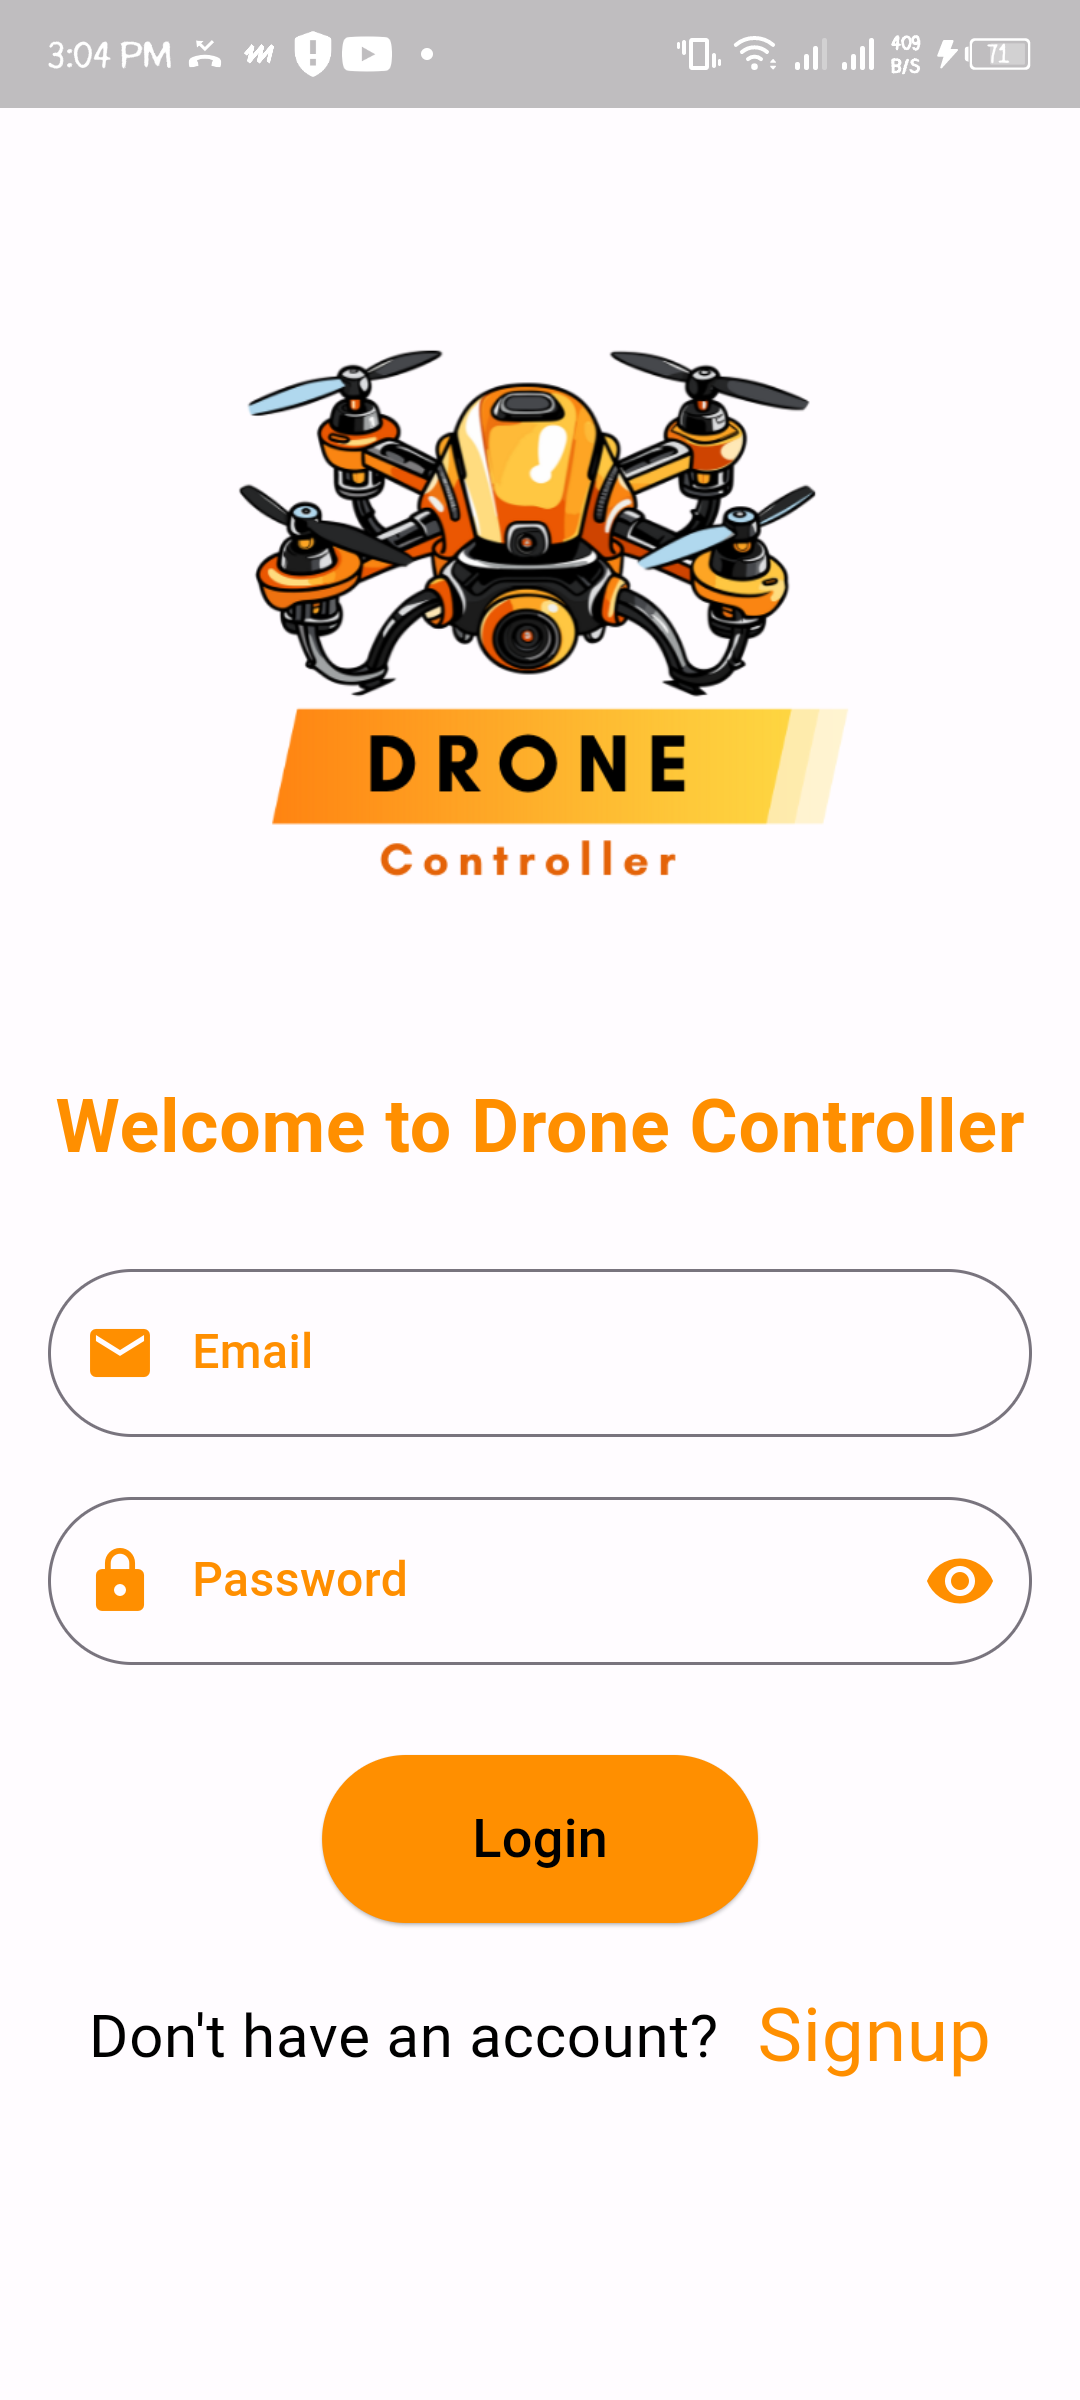 3:04 PM 409 B/S 71
DRONE
Controller
Welcome to Drone Controller
Email
Password
Login
Don't have an account? Signup